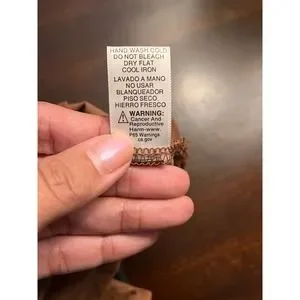 HAND WASH COLD
DO NOT BLEACH
DRY FLAT
COOL IRON
LAVADO A MANO
NO USAR
BLANQUEADOR
PISO SECO
HIERRO FRESCO
WARNING:
Cancer And
Reproductive
Harm-www.
P65 Warnings
ca.gov